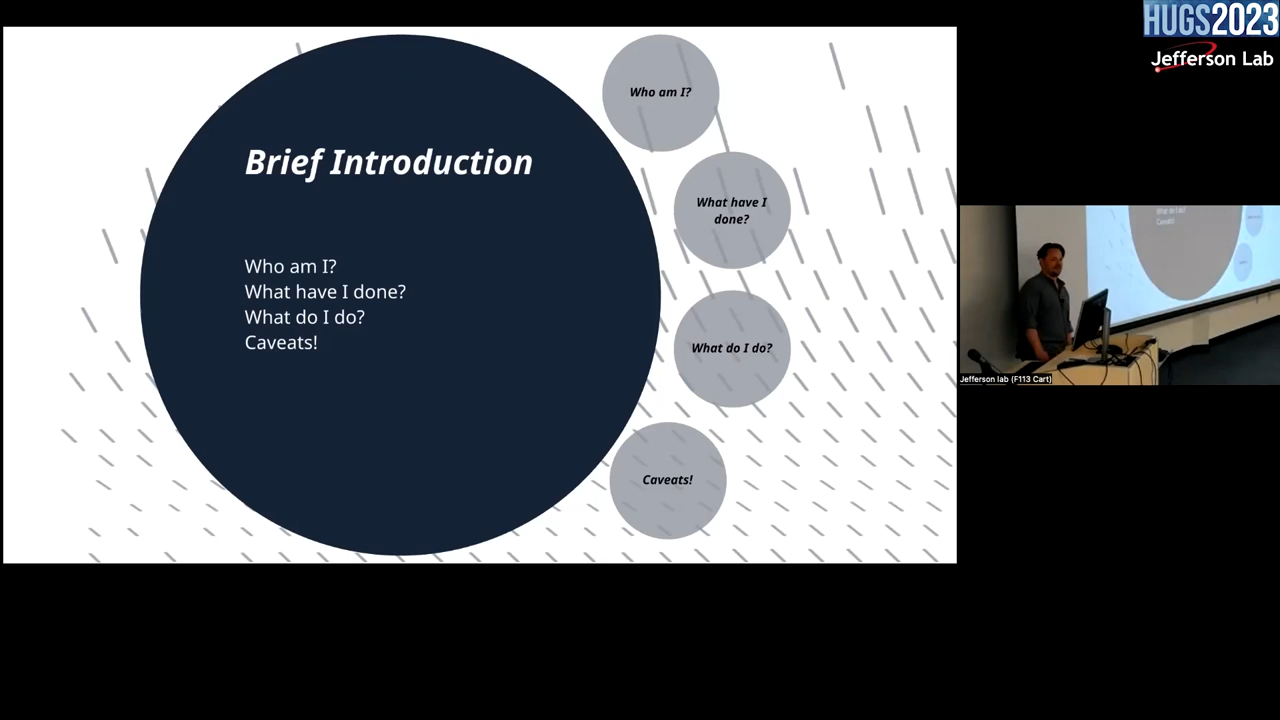 Brief Introduction
Who am I?
What have I done?
What do I do?
Caveats!
Who am I?
What have I
done?
What do I do?
Caveats!
HUGS2023
Jefferson Lab
Jefferson lab (F113 Cart)